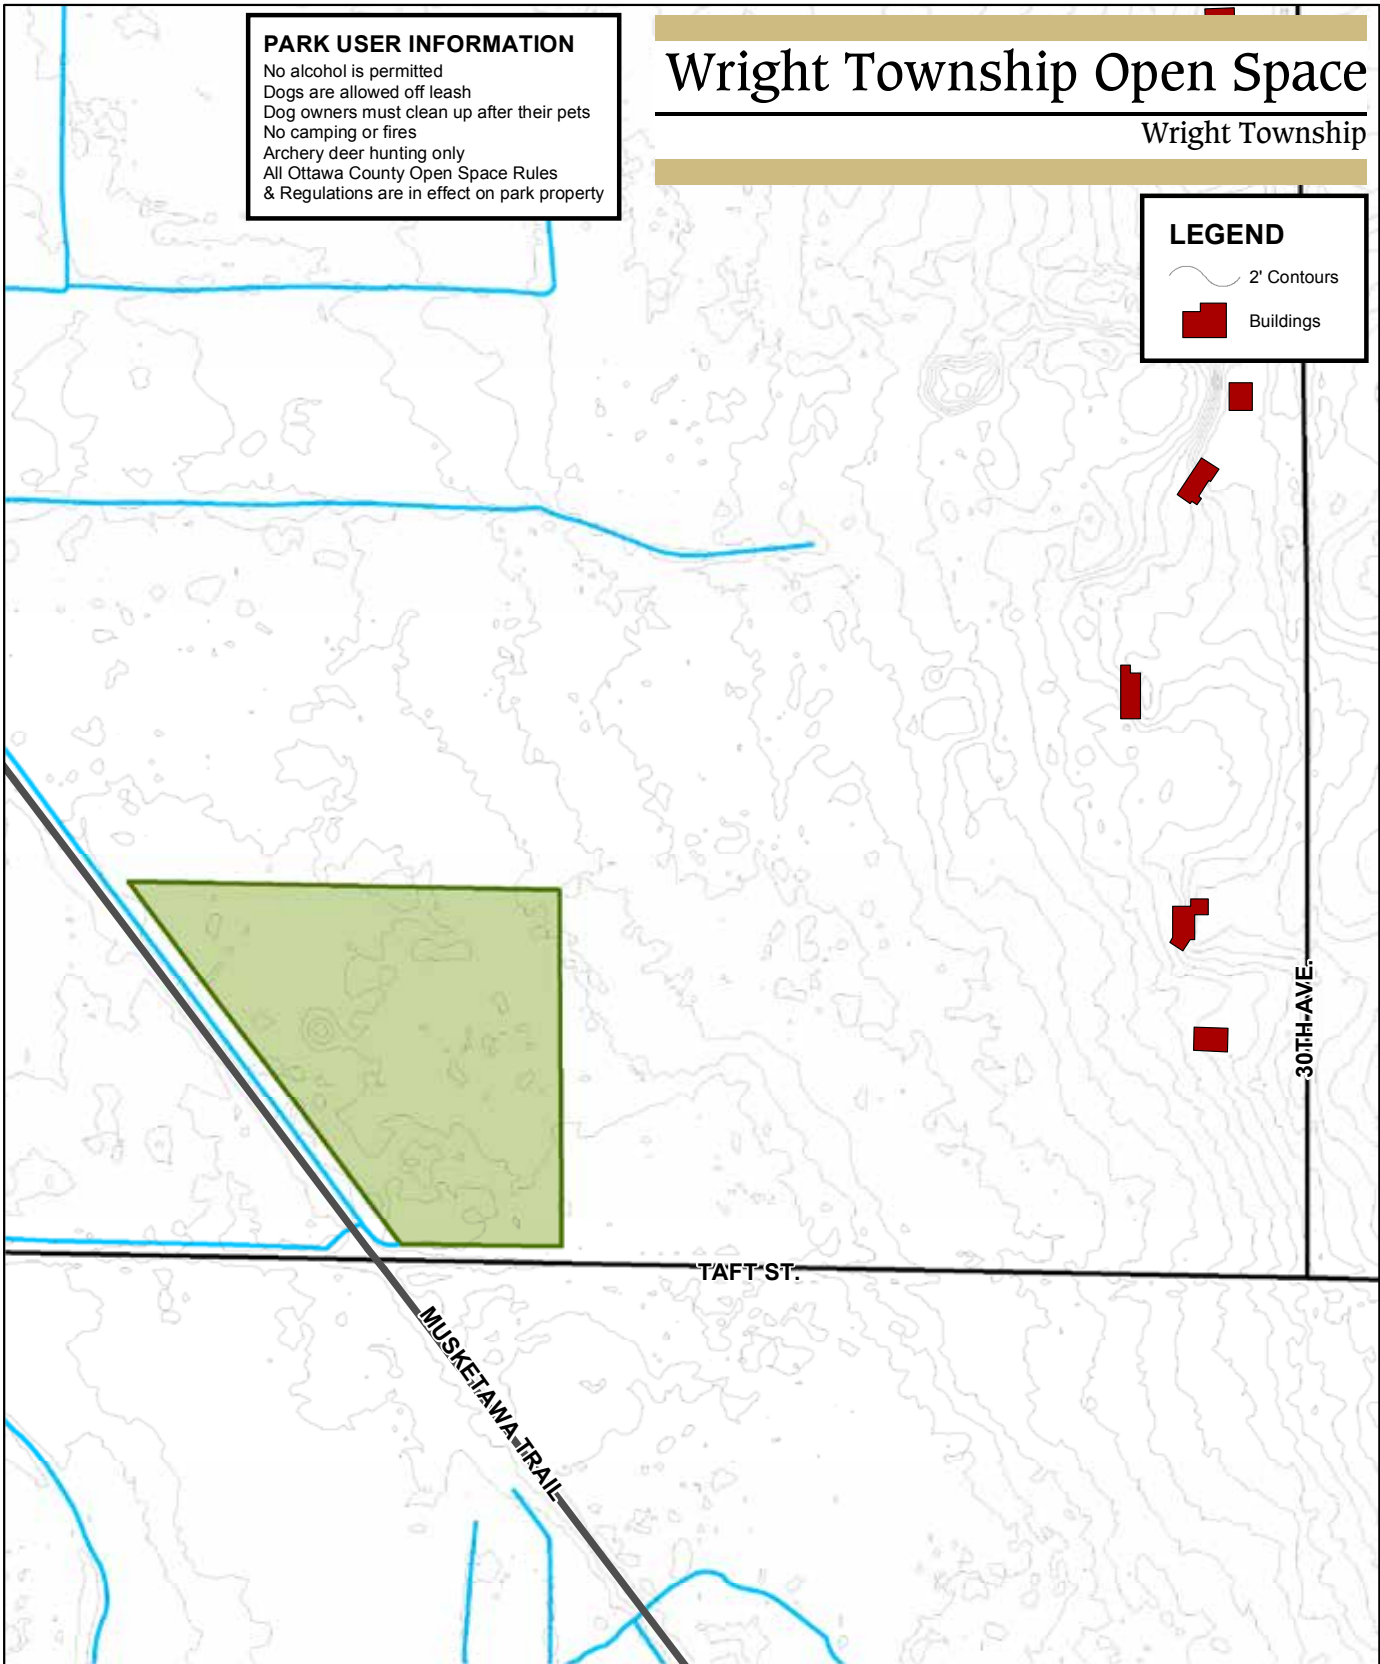 PARK USER INFORMATION
No alcohol is permitted
Dogs are allowed off leash
Dog owners must clean up after their pets
No camping or fires
Archery deer hunting only
All Ottawa County Open Space Rules
& Regulations are in effect on park property
Wright Township Open Space
Wright Township
LEGEND
2' Contours
Buildings
30TH AVE.
TAFT ST.
MUSKETAWA TRAIL